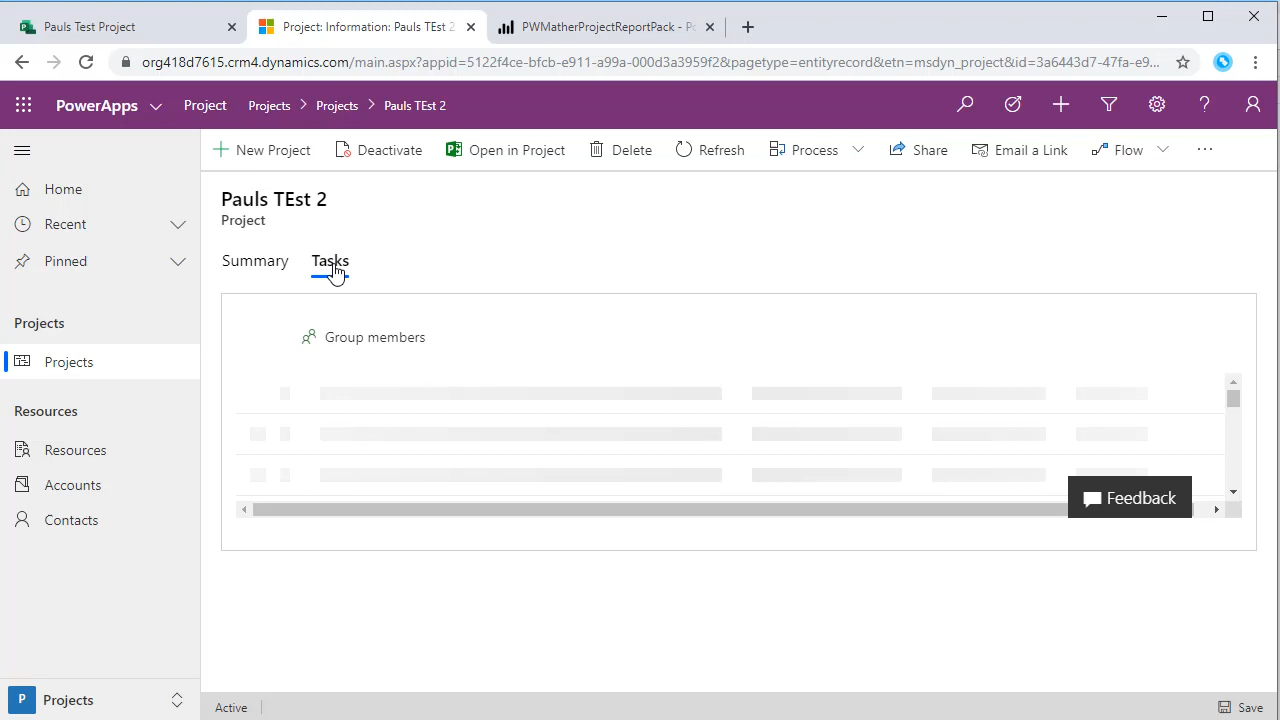 Pauls Test Project
Project: Information: Pauls TEst 2
PWMatherProjectReportPack - Po
org418d7615.crm4.dynamics.com/main.aspx?appid=5122f4ce-bfcb-e911-a99a-000d3a3959f2&pagetype=entityrecord&etn=msdyn_project&id=3a6443d7-47fa-e9...
PowerApps
Project
Projects
Projects
Pauls TEst 2
New Project
Deactivate
Open in Project
Delete
Refresh
Process
Share
Email a Link
Flow
Home
Recent
Pinned
Projects
Projects
Resources
Resources
Accounts
Contacts
P
Projects
Pauls TEst 2
Project
Summary
Tasks
Group members
Feedback
Active
Save